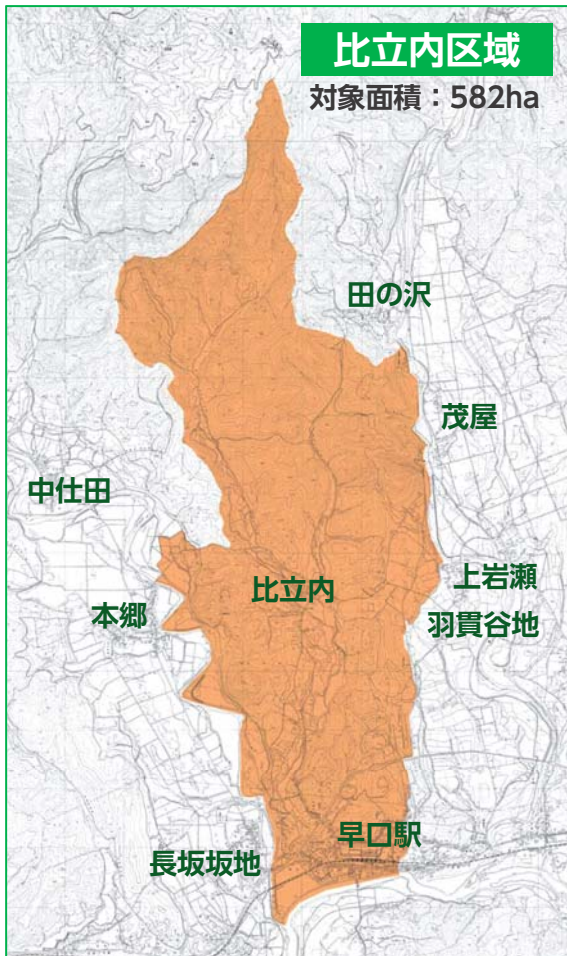 比立内区域
対象面積：582ha
田の沢
茂屋
中仕田
比立内
上岩瀬
本郷
羽貫谷地
早口駅
長坂坂地